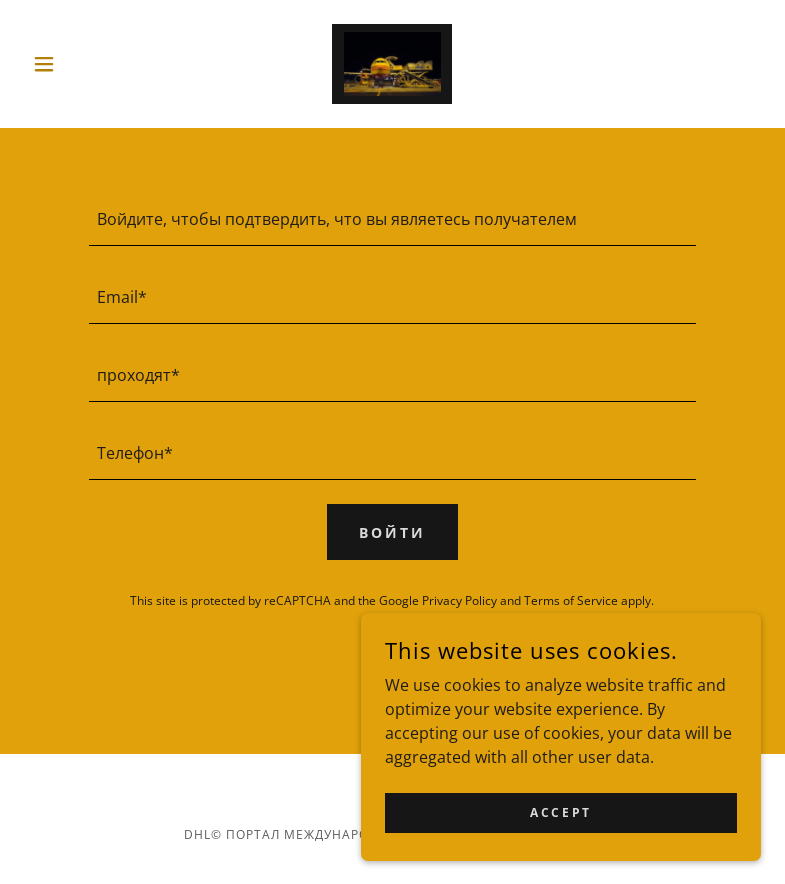 Войдите, чтобы подтвердить, что вы являетесь получателем
Email*
проходят*
Телефон*
ВОЙТИ
This site is protected by reCAPTCHA and the Google Privacy Policy and Terms of Service apply.
This website uses cookies.
We use cookies to analyze website traffic and
optimize your website experience. By
accepting our use of cookies, your data will be
aggregated with all other user data.
ACCEPT
DHL© ПОРТАЛ